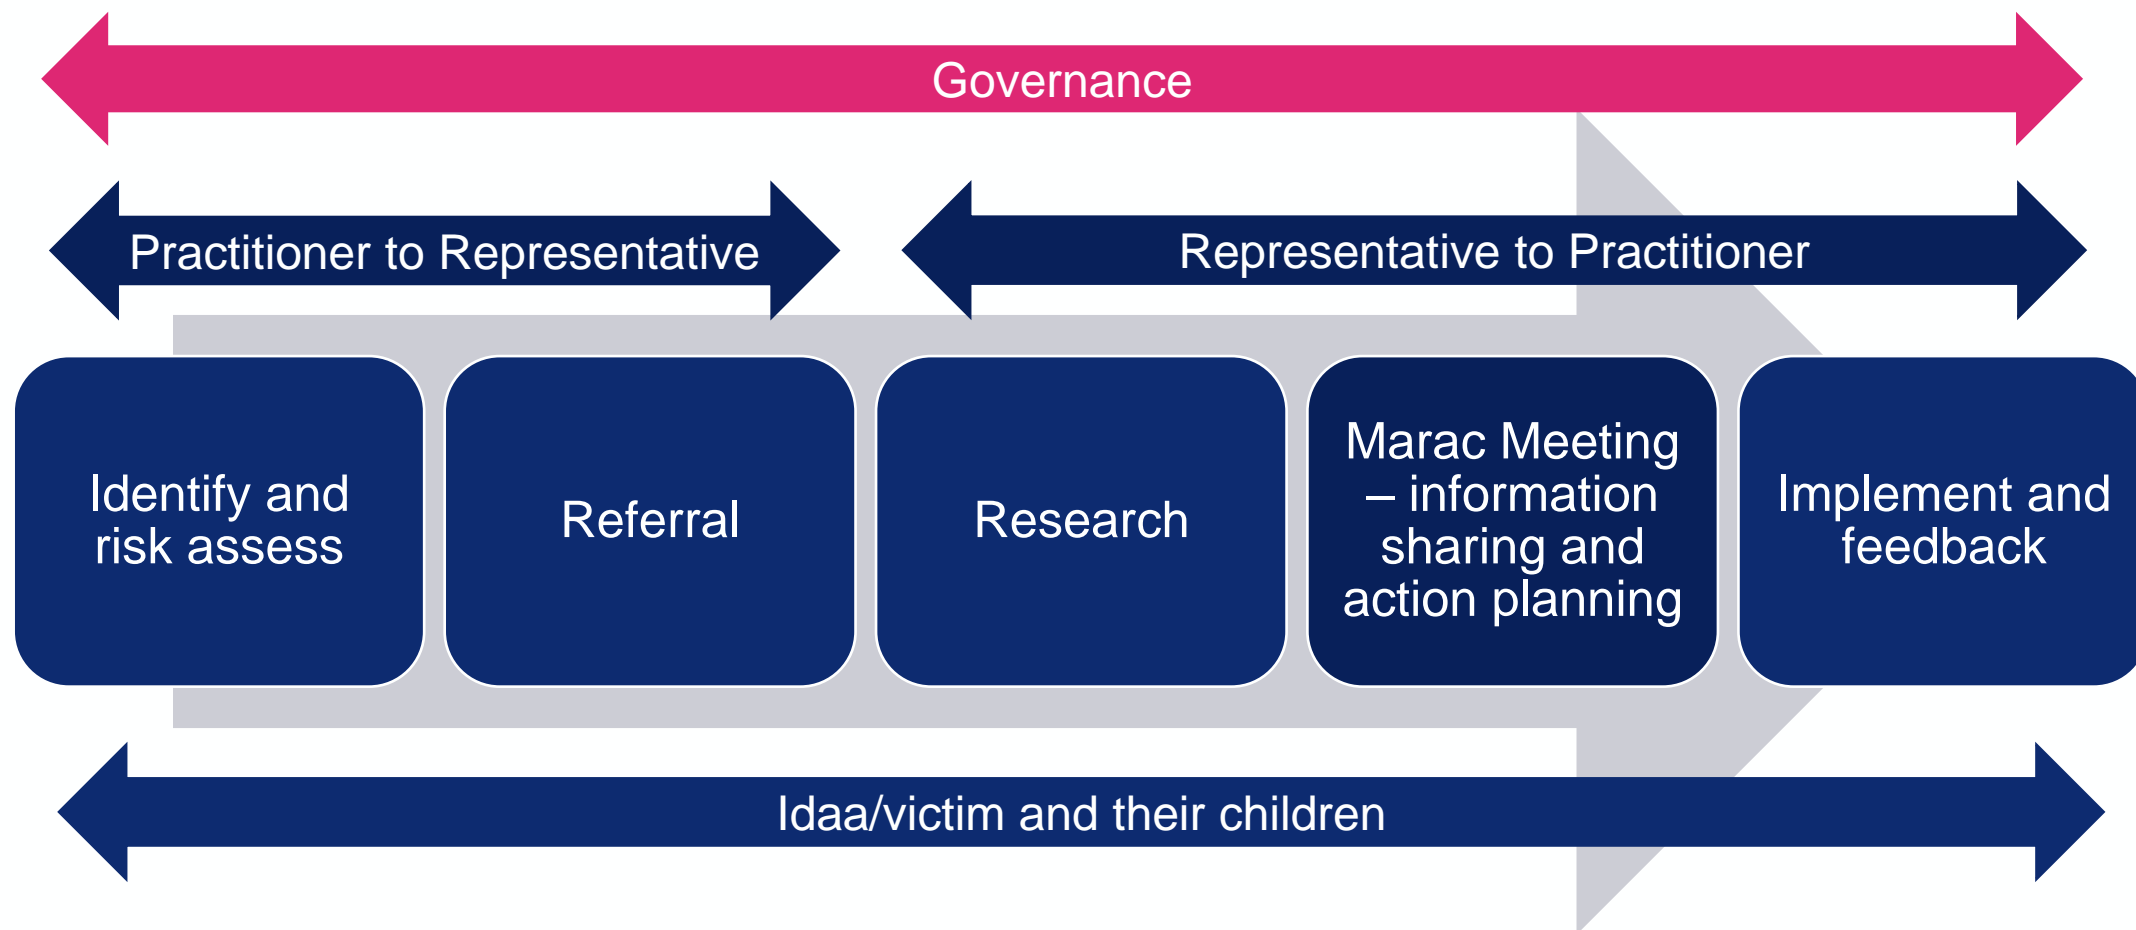 Governance
Practitioner to Representative
Representative to Practitioner
Identify and
risk assess
Referral
Research
Marac Meeting
– information
sharing and
action planning
Implement and
feedback
Idaa/victim and their children